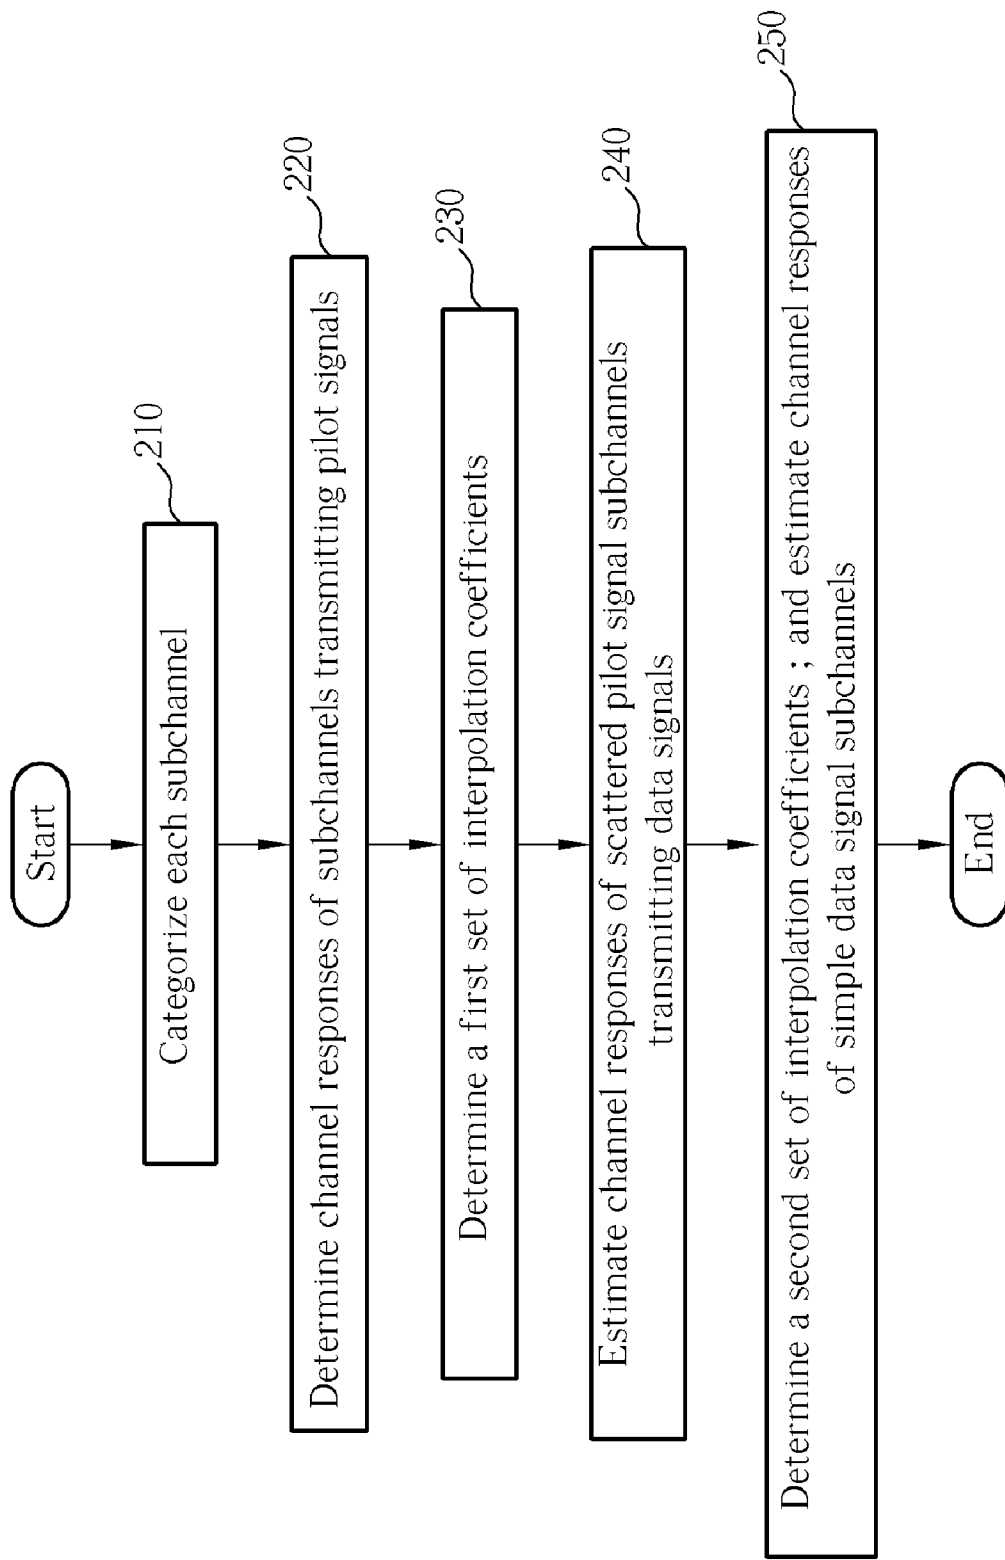 Start
Categorize each subchannel
210
Determine channel responses of subchannels transmitting pilot signals
220
Determine a first set of interpolation coefficients
230
Estimate channel responses of scattered pilot signal subchannels
transmitting data signals
240
Determine a second set of interpolation coefficients ; and estimate channel responses
of simple data signal subchannels
250
End